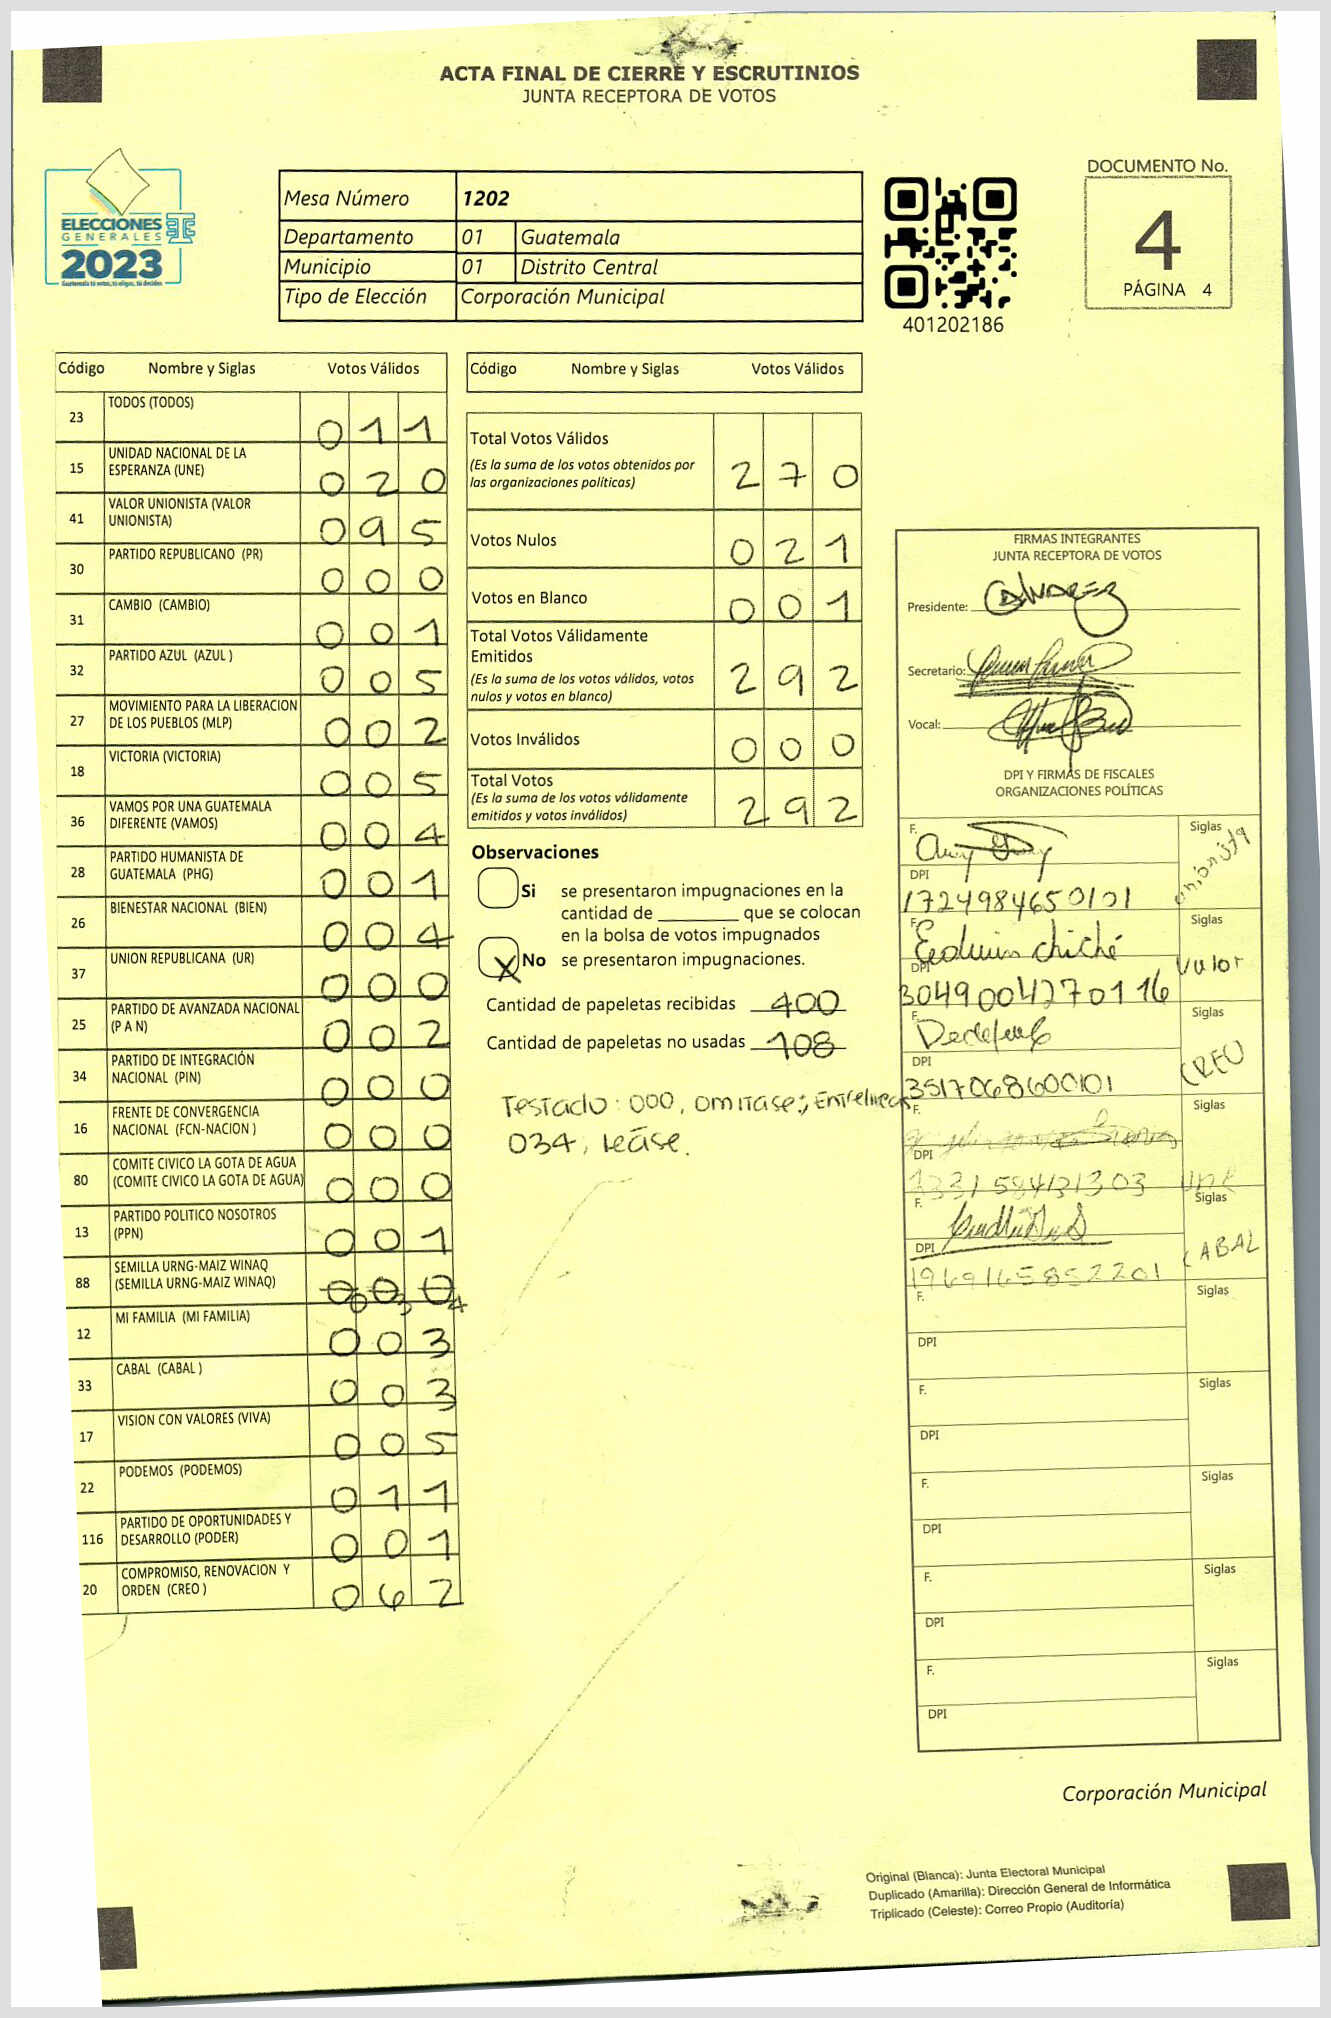 ACTA FINAL DE CIERRE Y ESCRUTINIOS
JUNTA RECEPTORA DE VOTOS
ELECCIONES
GENERALES
TSE
2023
Guatemala tú votas, tú eliges, tú decides
Mesa Número 1202
Departamento 01 Guatemala
Municipio 01 Distrito Central
Tipo de Elección Corporación Municipal
401202186
DOCUMENTO No.
4
PÁGINA 4
Código Nombre y Siglas Votos Válidos
23 TODOS (TODOS) 0 1 1
15 UNIDAD NACIONAL DE LA
ESPERANZA (UNE) 0 2 0
41 VALOR UNIONISTA (VALOR
UNIONISTA) 0 9 5
30 PARTIDO REPUBLICANO (PR) 0 0 0
31 CAMBIO (CAMBIO) 0 0 1
32 PARTIDO AZUL (AZUL ) 0 0 5
27 MOVIMIENTO PARA LA LIBERACION
DE LOS PUEBLOS (MLP) 0 0 2
18 VICTORIA (VICTORIA) 0 0 5
36 VAMOS POR UNA GUATEMALA
DIFERENTE (VAMOS) 0 0 4
28 PARTIDO HUMANISTA DE
GUATEMALA (PHG) 0 0 1
26 BIENESTAR NACIONAL (BIEN) 0 0 4
37 UNION REPUBLICANA (UR) 0 0 0
25 PARTIDO DE AVANZADA NACIONAL
(P A N) 0 0 2
34 PARTIDO DE INTEGRACIÓN
NACIONAL (PIN) 0 0 0
16 FRENTE DE CONVERGENCIA
NACIONAL (FCN-NACION ) 0 0 0
80 COMITE CIVICO LA GOTA DE AGUA
(COMITE CIVICO LA GOTA DE AGUA) 0 0 0
13 PARTIDO POLITICO NOSOTROS
(PPN) 0 0 1
88 SEMILLA URNG-MAIZ WINAQ
(SEMILLA URNG-MAIZ WINAQ) 0 0 0
0 3 4
12 MI FAMILIA (MI FAMILIA) 0 0 3
33 CABAL (CABAL ) 0 0 3
17 VISION CON VALORES (VIVA) 0 0 5
22 PODEMOS (PODEMOS) 0 1 1
116 PARTIDO DE OPORTUNIDADES Y
DESARROLLO (PODER) 0 0 1
20 COMPROMISO, RENOVACION Y
ORDEN (CREO ) 0 6 2
Código Nombre y Siglas Votos Válidos
Total Votos Válidos
(Es la suma de los votos obtenidos por
las organizaciones políticas) 2 7 0
Votos Nulos 0 2 1
Votos en Blanco 0 0 1
Total Votos Válidamente
Emitidos
(Es la suma de los votos válidos, votos
nulos y votos en blanco) 2 9 2
Votos Inválidos 0 0 0
Total Votos
(Es la suma de los votos válidamente
emitidos y votos inválidos) 2 9 2
Observaciones
Si se presentaron impugnaciones en la
cantidad de ________ que se colocan
en la bolsa de votos impugnados
X No se presentaron impugnaciones.
Cantidad de papeletas recibidas 400
Cantidad de papeletas no usadas 108
Testado: 000, omitase; Entrelineas
034, Lease.
FIRMAS INTEGRANTES
JUNTA RECEPTORA DE VOTOS
Presidente:
Secretario:
Vocal:
DPI Y FIRMAS DE FISCALES
ORGANIZACIONES POLÍTICAS
F. Siglas unionista
DPI
1724984650101
F. Edwin chiché Siglas
DPI Valor
3049004270116
F. Siglas
DPI CREO
3517068600101
F. Siglas
DPI
UNE
F. Siglas
DPI CABAL
1969165852201
F. Siglas
DPI
F. Siglas
DPI
F. Siglas
DPI
F. Siglas
DPI
F. Siglas
DPI
Corporación Municipal
Original (Blanca): Junta Electoral Municipal
Duplicado (Amarilla): Dirección General de Informática
Triplicado (Celeste): Correo Propio (Auditoría)